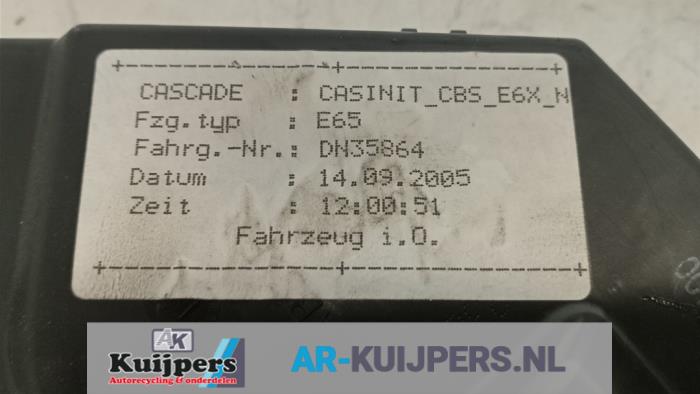 CASCADE : CASINIT_CBS_E6X_N
Fzg.typ : E65
Fahrg.-Nr.: DN35864
Datum : 14.09.2005
Zeit : 12:00:51
Fahrzeug i.O.
AK
Kuijpers
Autorecycling & onderdelen
AR-KUIJPERS.NL